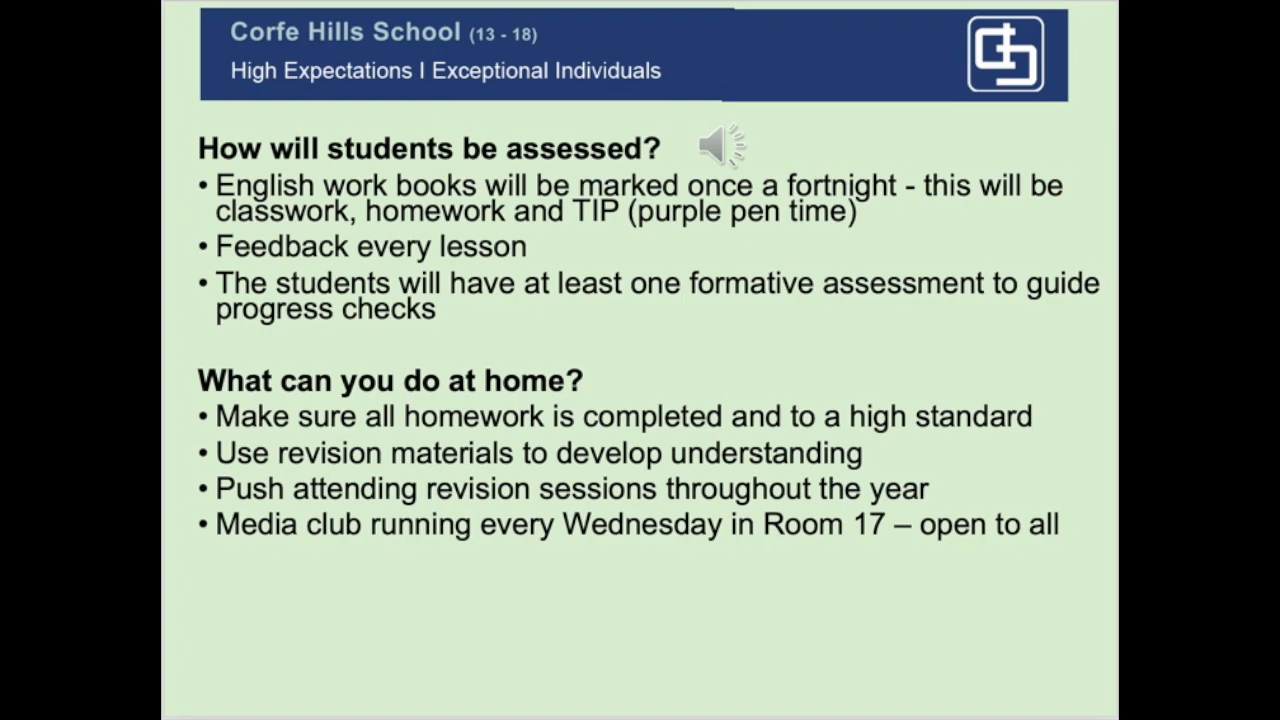 Corfe Hills School (13 - 18)
High Expectations I Exceptional Individuals
How will students be assessed?
• English work books will be marked once a fortnight - this will be
classwork, homework and TIP (purple pen time)
• Feedback every lesson
• The students will have at least one formative assessment to guide
progress checks
What can you do at home?
• Make sure all homework is completed and to a high standard
• Use revision materials to develop understanding
• Push attending revision sessions throughout the year
• Media club running every Wednesday in Room 17 – open to all